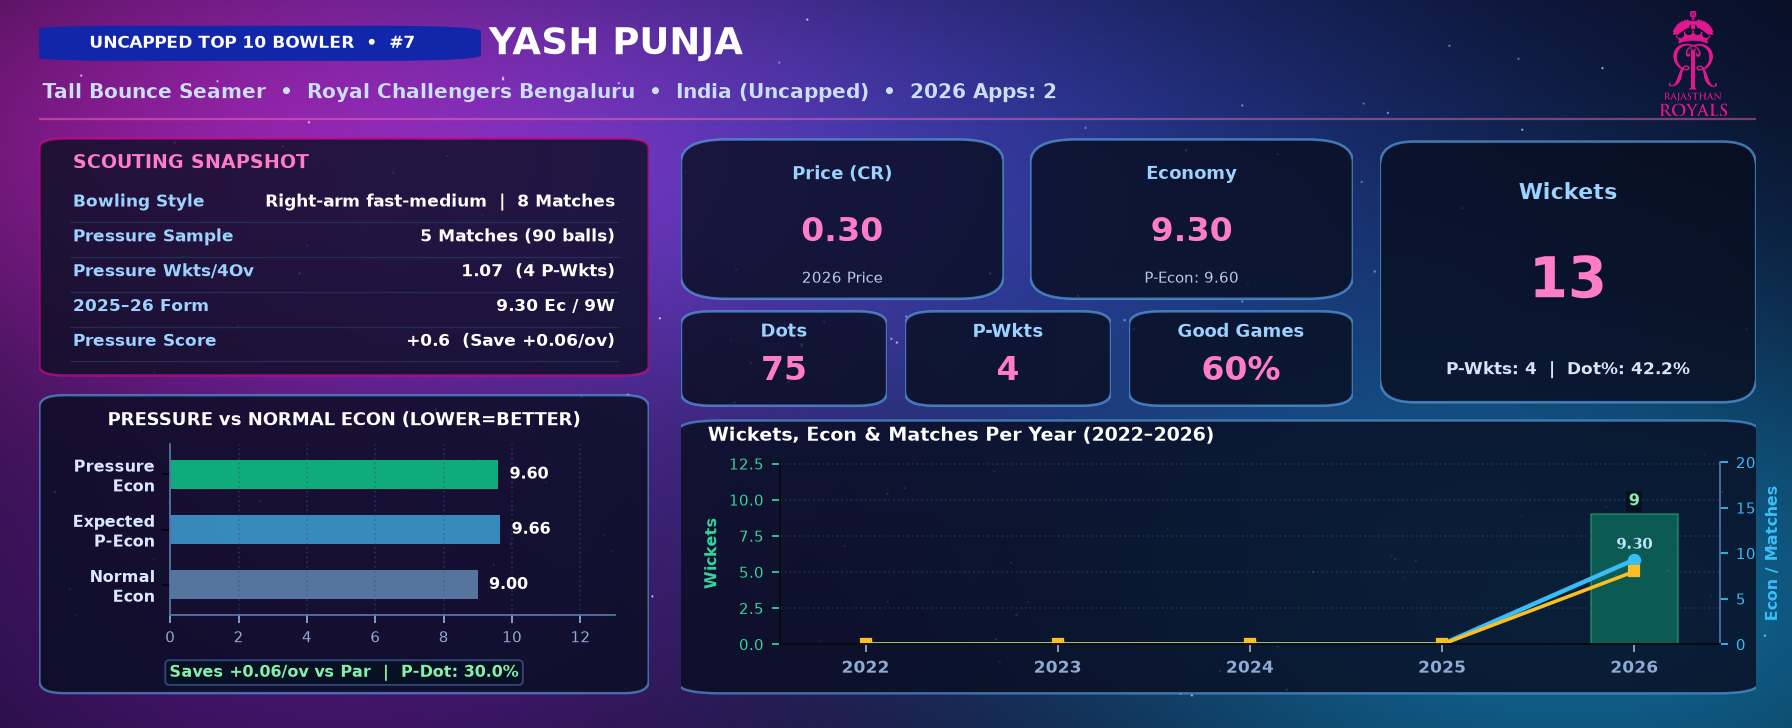 UNCAPPED TOP 10 BOWLER • #7
YASH PUNJA
Tall Bounce Seamer • Royal Challengers Bengaluru • India (Uncapped) • 2026 Apps: 2
RAJASTHAN
ROYALS
SCOUTING SNAPSHOT
Bowling Style Right-arm fast-medium | 8 Matches
Pressure Sample 5 Matches (90 balls)
Pressure Wkts/4Ov 1.07 (4 P-Wkts)
2025–26 Form 9.30 Ec / 9W
Pressure Score +0.6 (Save +0.06/ov)
Price (CR)
0.30
2026 Price
Economy
9.30
P-Econ: 9.60
Wickets
13
P-Wkts: 4 | Dot%: 42.2%
Dots
75
P-Wkts
4
Good Games
60%
PRESSURE vs NORMAL ECON (LOWER=BETTER)
Pressure
Econ
9.60
Expected
P-Econ
9.66
Normal
Econ
9.00
0 2 4 6 8 10 12
Saves +0.06/ov vs Par | P-Dot: 30.0%
Wickets, Econ & Matches Per Year (2022–2026)
Wickets
12.5
10.0
7.5
5.0
2.5
0.0
9
9.30
20
15
10
5
0
Econ / Matches
2022 2023 2024 2025 2026